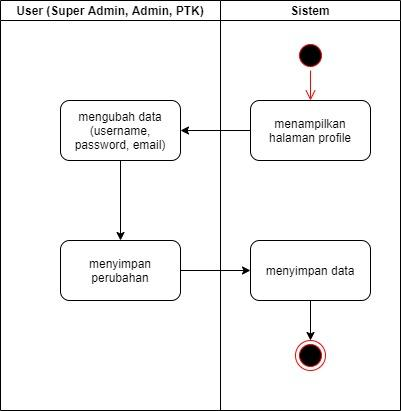 User (Super Admin, Admin, PTK)
Sistem
menampilkan
halaman profile
mengubah data
(username,
password, email)
menyimpan
perubahan
menyimpan data